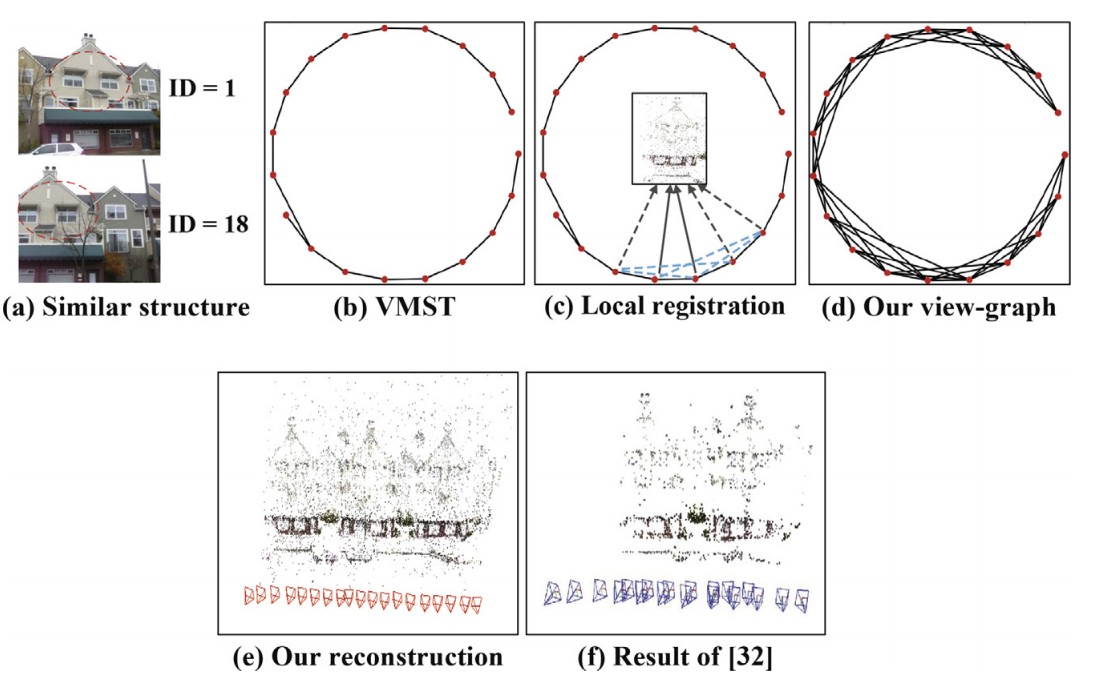 ID = 1
ID = 18
(a) Similar structure
(b) VMST
(c) Local registration
(d) Our view-graph
(e) Our reconstruction
(f) Result of [32]